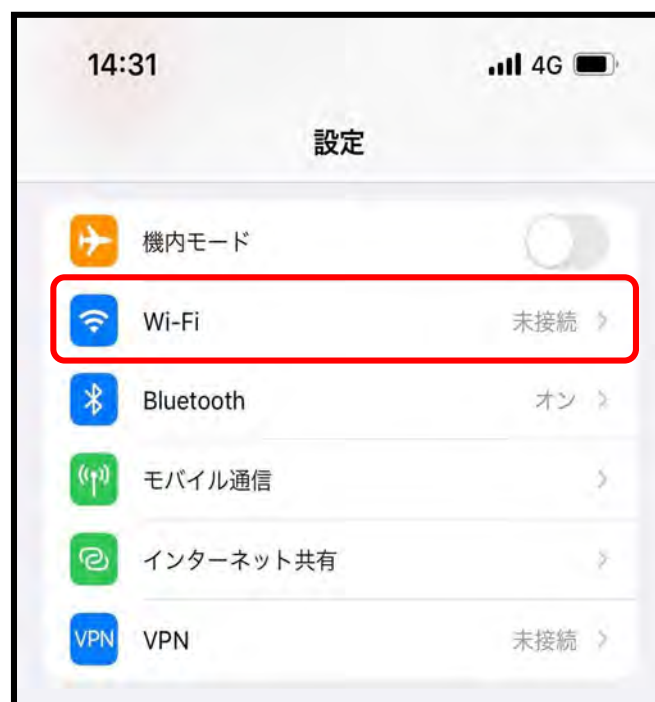 14:31 4G
設定
機内モード
Wi-Fi 未接続
Bluetooth オン
モバイル通信
インターネット共有
VPN VPN 未接続